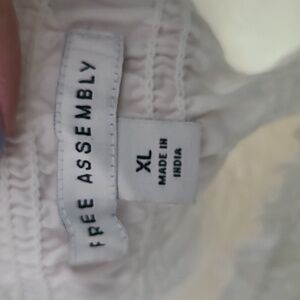 FREE ASSEMBLY
XL
MADE IN
INDIA